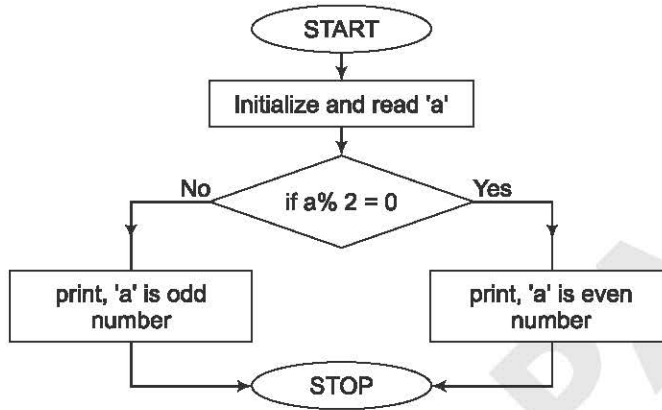 START
Initialize and read 'a'
No
if a% 2 = 0
Yes
print, 'a' is odd
number
print, 'a' is even
number
STOP